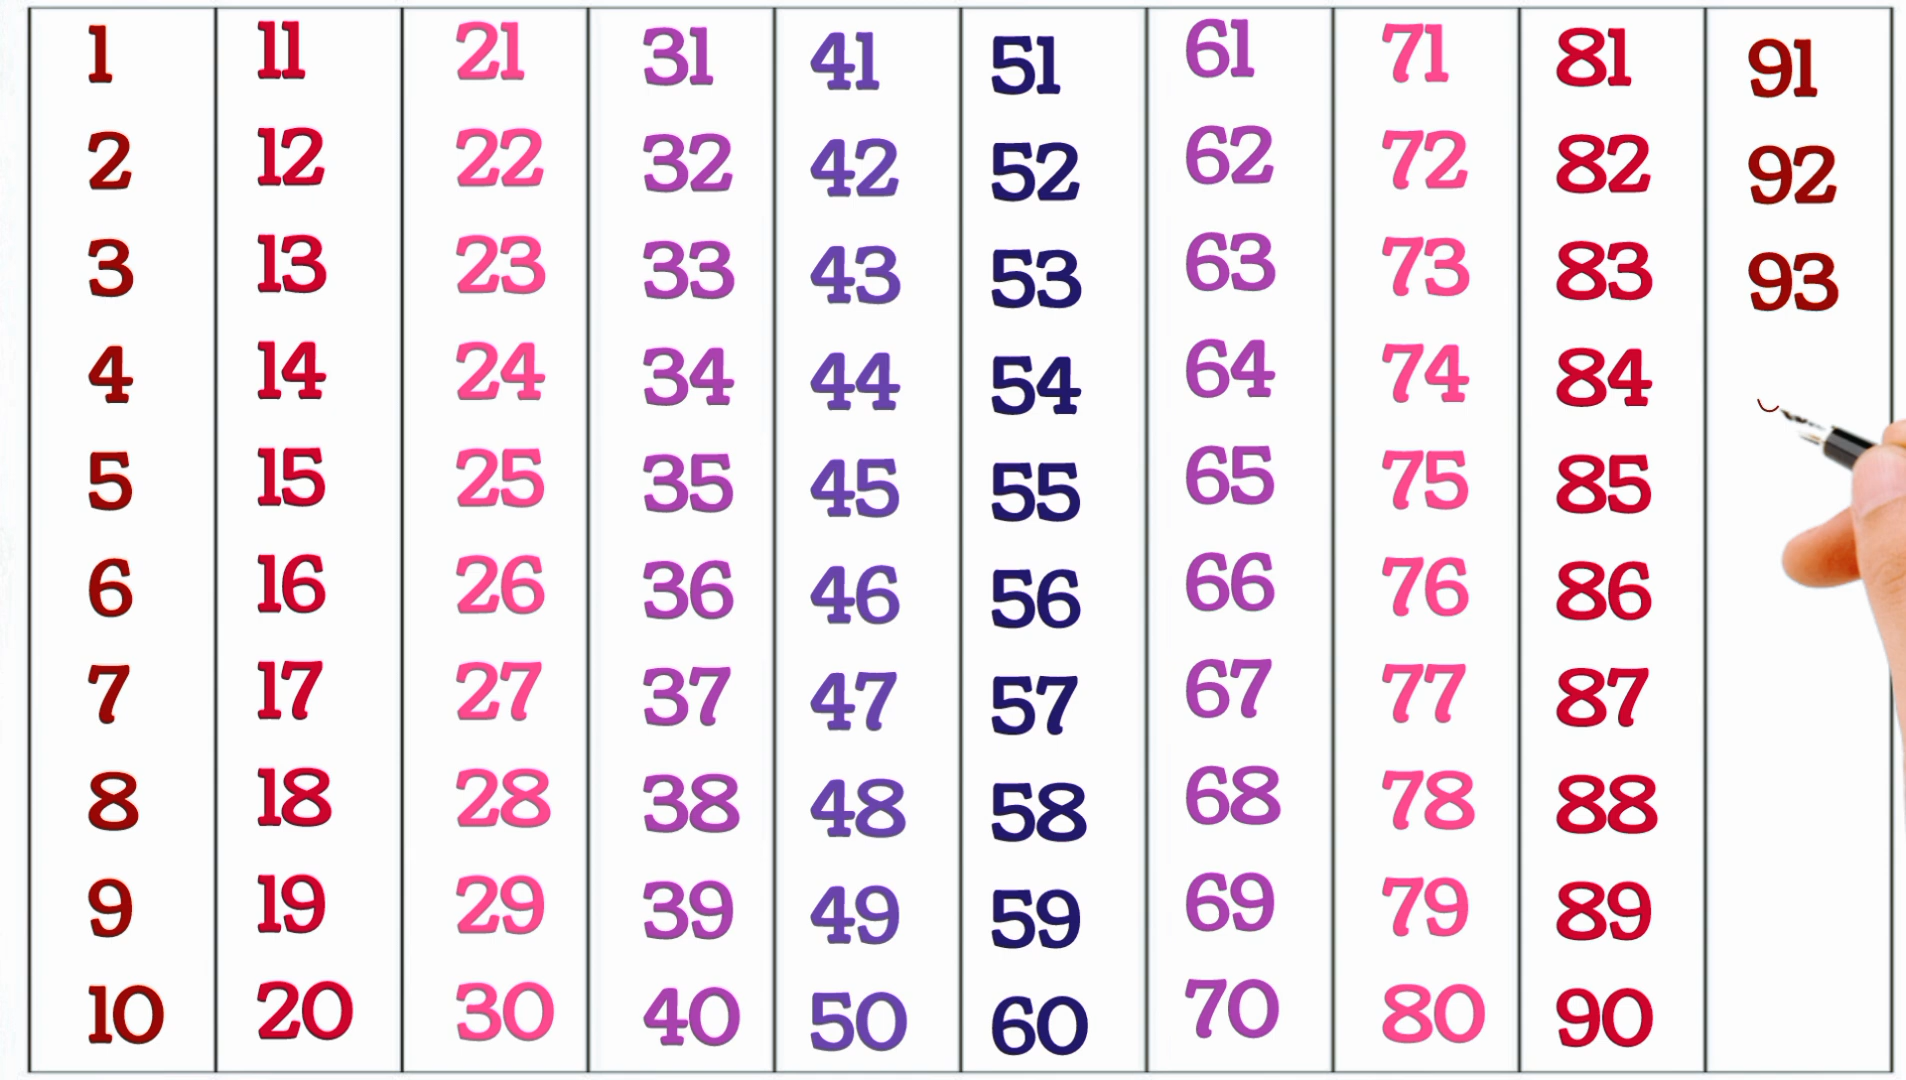 1 11 21 31 41 51 61 71 81 91
2 12 22 32 42 52 62 72 82 92
3 13 23 33 43 53 63 73 83 93
4 14 24 34 44 54 64 74 84
5 15 25 35 45 55 65 75 85
6 16 26 36 46 56 66 76 86
7 17 27 37 47 57 67 77 87
8 18 28 38 48 58 68 78 88
9 19 29 39 49 59 69 79 89
10 20 30 40 50 60 70 80 90